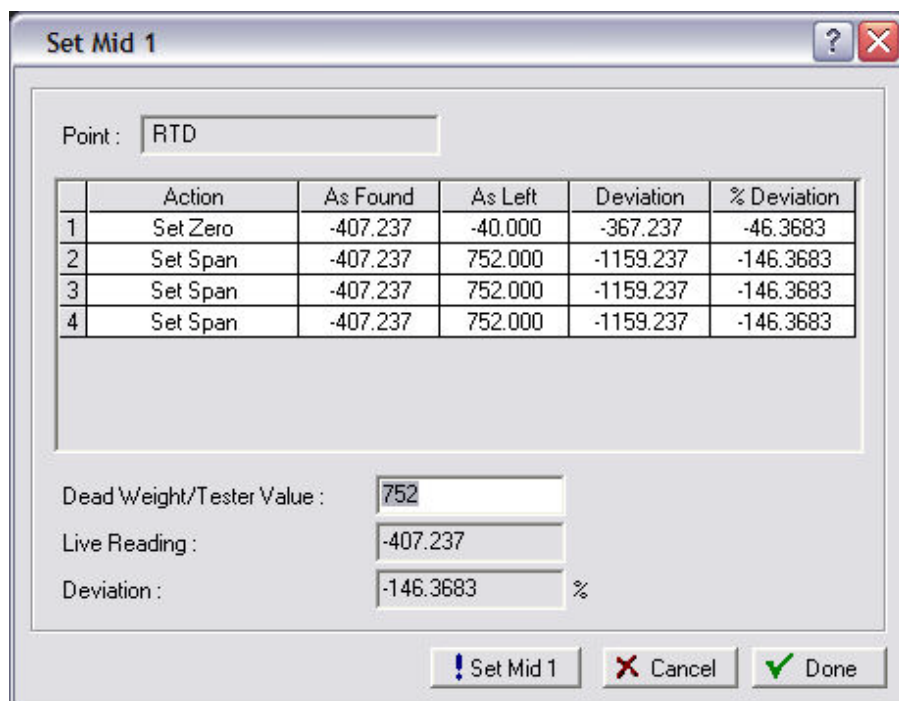 Set Mid 1
Point : RTD
Action As Found As Left Deviation % Deviation
1 Set Zero -407.237 -40.000 -367.237 -46.3683
2 Set Span -407.237 752.000 -1159.237 -146.3683
3 Set Span -407.237 752.000 -1159.237 -146.3683
4 Set Span -407.237 752.000 -1159.237 -146.3683
Dead Weight/Tester Value : 752
Live Reading : -407.237
Deviation : -146.3683 %
! Set Mid 1 Cancel Done